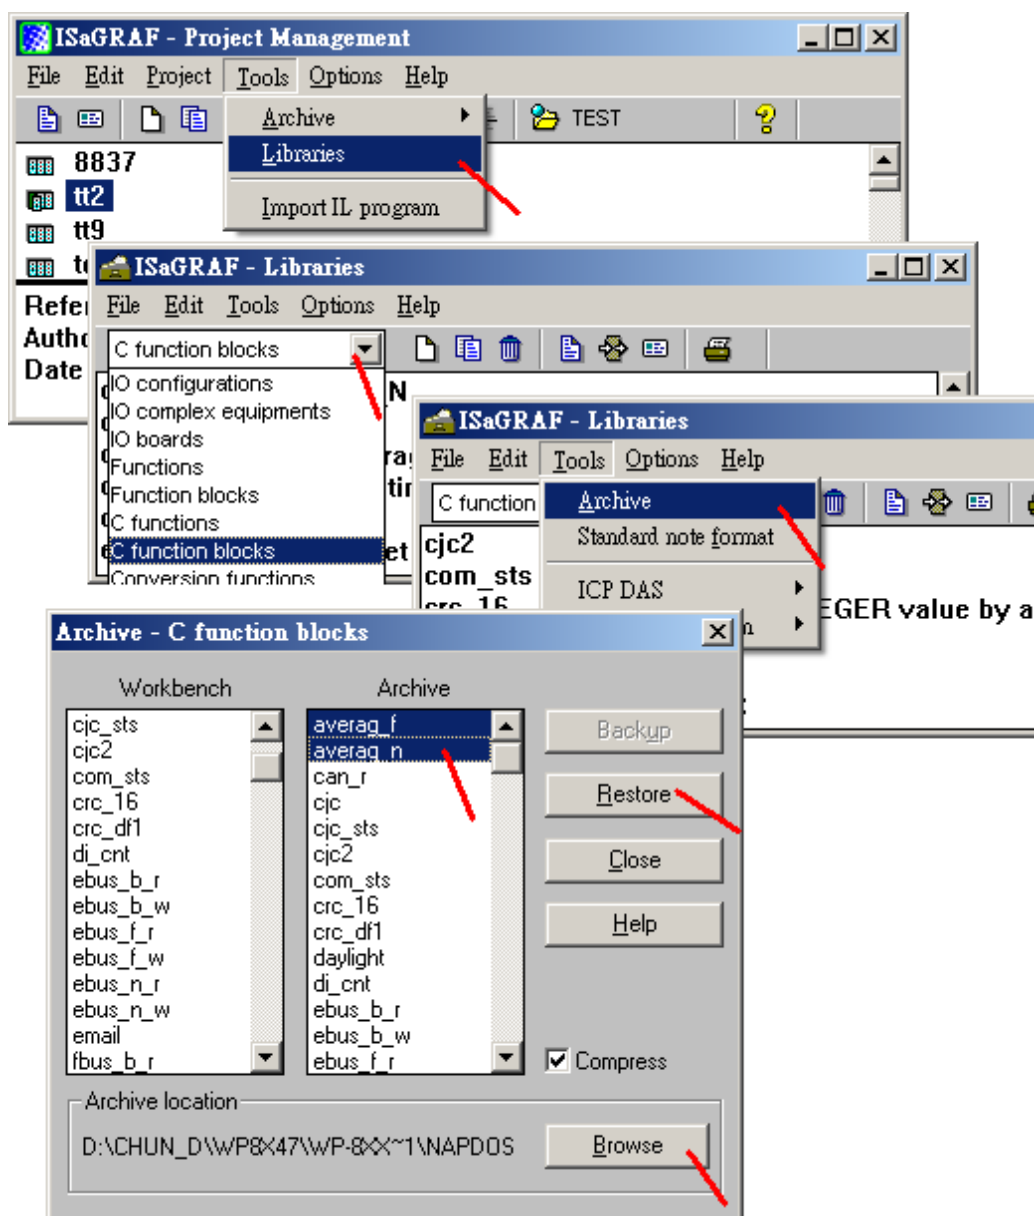 ISaGRAF - Project Management
File Edit Project Tools Options Help
TEST
Archive
Libraries
Import IL program
8837
tt2
tt9
Date
ISaGRAF - Libraries
File Edit Tools Options Help
C function blocks
IO configurations
IO complex equipments
IO boards
Functions
Function blocks
C functions
C function blocks
Conversion functions
ISaGRAF - Libraries
File Edit Tools Options Help
C function
Archive
Standard note format
ICP DAS
cjc2
com_sts
crc_16
EGER value by a
Archive - C function blocks
Workbench
cjc_sts
cjc2
com_sts
crc_16
crc_df1
di_cnt
ebus_b_r
ebus_b_w
ebus_f_r
ebus_f_w
ebus_n_r
ebus_n_w
email
fbus_b_r
Archive
averag_f
averag_n
can_r
cjc
cjc_sts
cjc2
com_sts
crc_16
crc_df1
daylight
di_cnt
ebus_b_r
ebus_b_w
ebus_f_r
Backup
Restore
Close
Help
Compress
Archive location
D:\CHUN_D\WP8X47\WP-8XX~1\NAPDOS
Browse